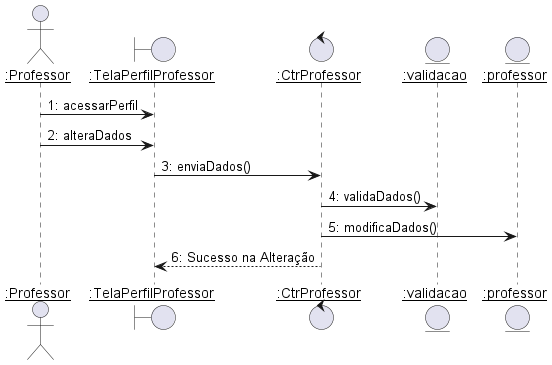 :Professor :TelaPerfilProfessor :CtrProfessor :validacao :professor
1: acessarPerfil
2: alteraDados
3: enviaDados()
4: validaDados()
5: modificaDados()
6: Sucesso na Alteração
:Professor :TelaPerfilProfessor :CtrProfessor :validacao :professor